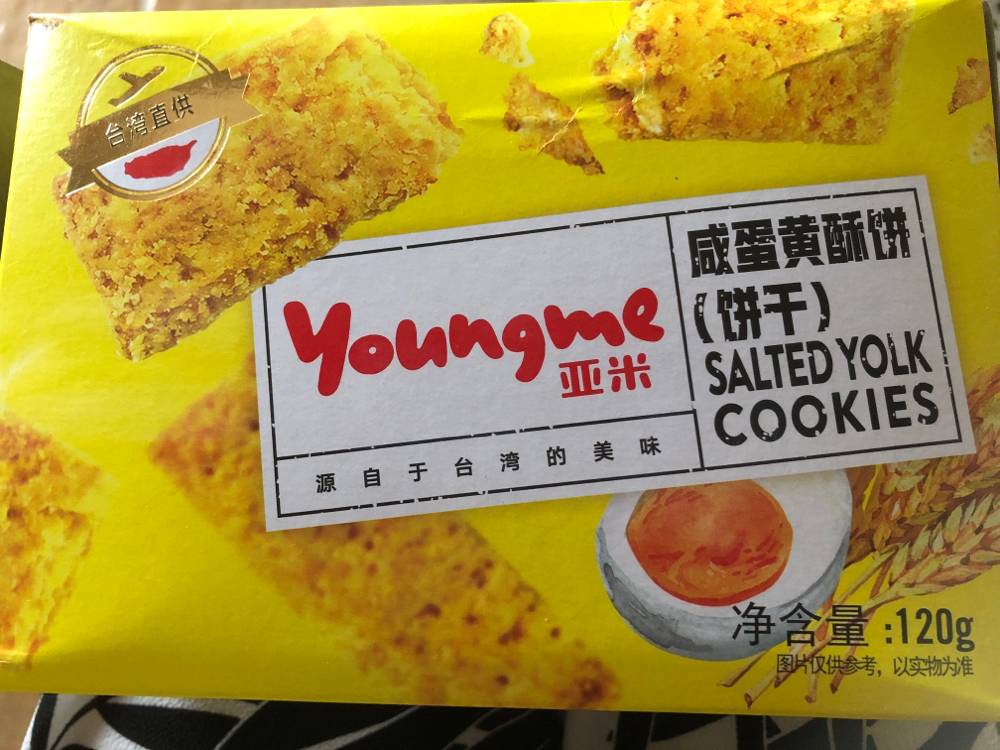 台湾直供
Youngme
亚米
源自于台湾的美味
咸蛋黄酥饼
(饼干)
SALTED YOLK
COOKIES
净含量:120g
图片仅供参考，以实物为准